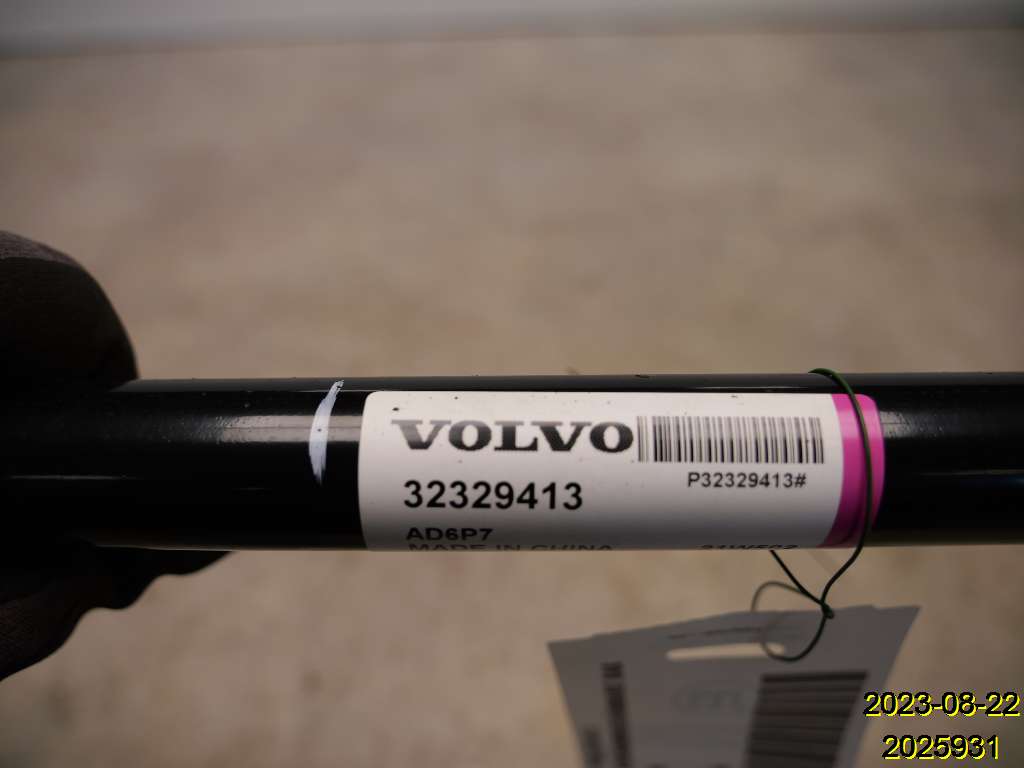 VOLVO
P32329413#
32329413
AD6P7
MADE IN CHINA
2023-08-22
2025931